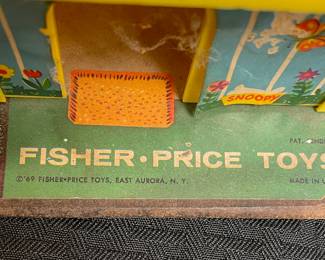 SNOOPY
PAT.
FISHER·PRICE TOYS
©'69 FISHER·PRICE TOYS, EAST AURORA, N. Y.
MADE IN U